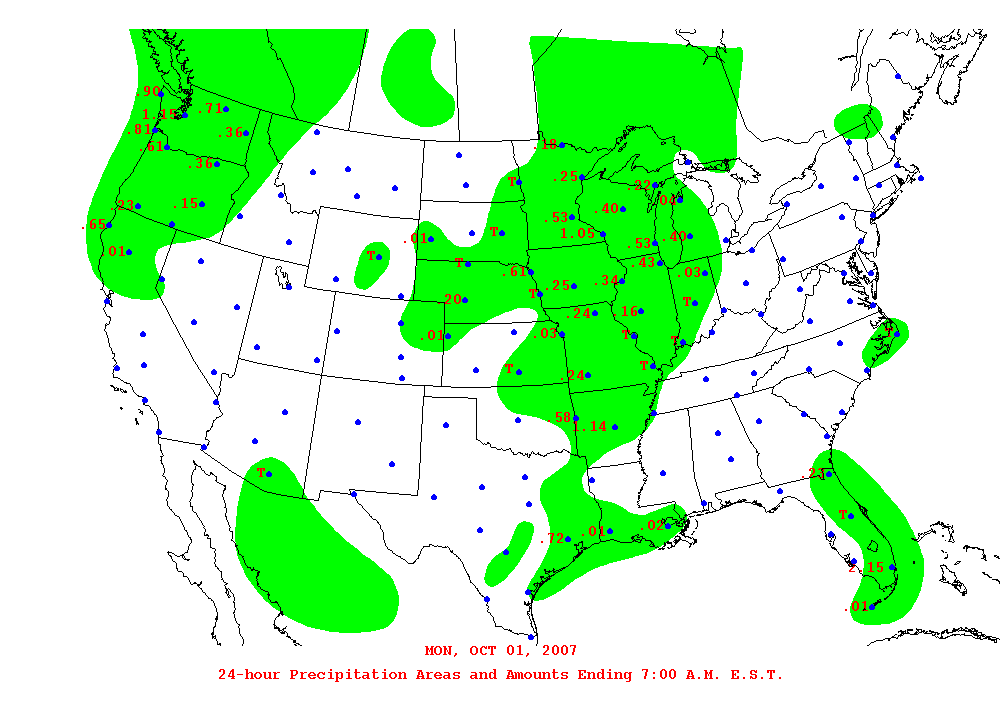 .90
1.15 .71
.81 .36
.61 .18
.36 .25 T
.22
.23 .15 .40 .04
.65 .53
.01 .01 T 1.05 .40
.53
T T .43
.61 .03
.25 .34
20 T T
.24 16
.01 .03 T T T
T T
.24
58
1.14
T .23
T
.02
.72 .01
2.15
.01
MON, OCT 01, 2007
24-hour Precipitation Areas and Amounts Ending 7:00 A.M. E.S.T.